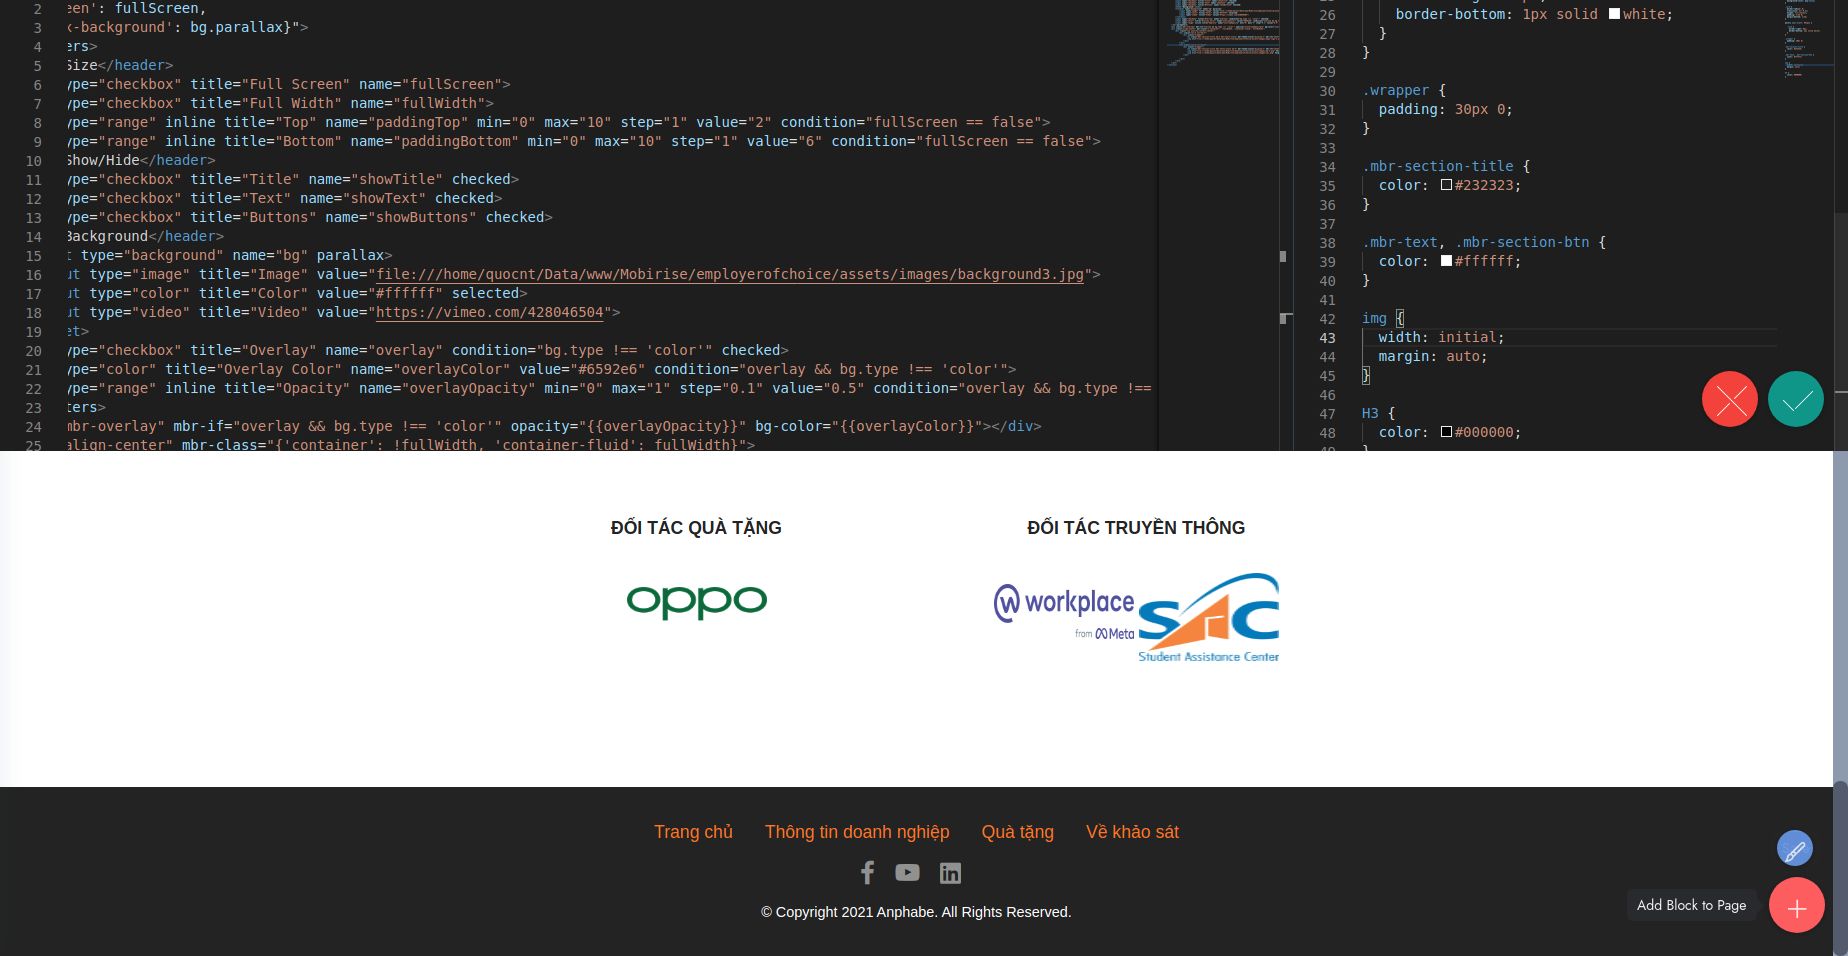 2 een': fullScreen,
3 x-background': bg.parallax}">
4 ers>
5 Size</header>
6 ype="checkbox" title="Full Screen" name="fullScreen">
7 ype="checkbox" title="Full Width" name="fullWidth">
8 ype="range" inline title="Top" name="paddingTop" min="0" max="10" step="1" value="2" condition="fullScreen == false">
9 ype="range" inline title="Bottom" name="paddingBottom" min="0" max="10" step="1" value="6" condition="fullScreen == false">
10 Show/Hide</header>
11 ype="checkbox" title="Title" name="showTitle" checked>
12 ype="checkbox" title="Text" name="showText" checked>
13 ype="checkbox" title="Buttons" name="showButtons" checked>
14 Background</header>
15 t type="background" name="bg" parallax>
16 ut type="image" title="Image" value="file:///home/quocnt/Data/www/Mobirise/employerofchoice/assets/images/background3.jpg">
17 ut type="color" title="Color" value="#ffffff" selected>
18 ut type="video" title="Video" value="https://vimeo.com/428046504">
19 et>
20 ype="checkbox" title="Overlay" name="overlay" condition="bg.type !== 'color'" checked>
21 ype="color" title="Overlay Color" name="overlayColor" value="#6592e6" condition="overlay && bg.type !== 'color'">
22 ype="range" inline title="Opacity" name="overlayOpacity" min="0" max="1" step="0.1" value="0.5" condition="overlay && bg.type !==
23 ters>
24 mbr-overlay" mbr-if="overlay && bg.type !== 'color'" opacity="{{overlayOpacity}}" bg-color="{{overlayColor}}"></div>
25 align-center" mbr-class="{'container': !fullWidth, 'container-fluid': fullWidth}">
26 border-bottom: 1px solid white;
27 }
28 }
29
30 .wrapper {
31 padding: 30px 0;
32 }
33
34 .mbr-section-title {
35 color: #232323;
36 }
37
38 .mbr-text, .mbr-section-btn {
39 color: #ffffff;
40 }
41
42 img {
43 width: initial;
44 margin: auto;
45 }
46
47 H3 {
48 color: #000000;
49 }
ĐỐI TÁC QUÀ TẶNG
oppo
ĐỐI TÁC TRUYỀN THÔNG
workplace
from Meta
SAC
Student Assistance Center
Trang chủ Thông tin doanh nghiệp Quà tặng Về khảo sát
© Copyright 2021 Anphabe. All Rights Reserved.
Add Block to Page